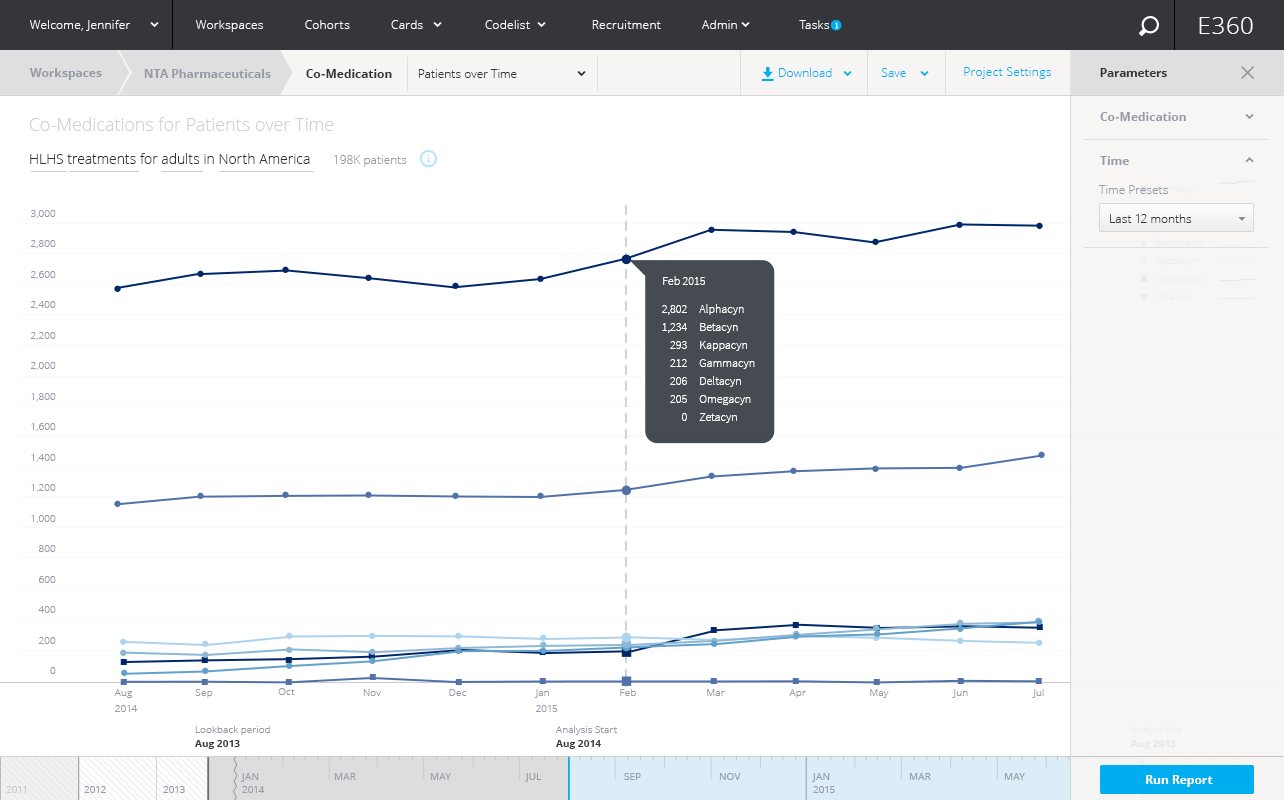 Welcome, Jennifer
Workspaces
Cohorts
Cards
Codelist
Recruitment
Admin
Tasks
E360
Workspaces
NTA Pharmaceuticals
Co-Medication
Patients over Time
Download
Save
Project Settings
Parameters
Co-Medications for Patients over Time
HLHS treatments for adults in North America
198K patients
Co-Medication
Time
Time Presets
Last 12 months
Gammacyn
Omegacyn
Zetacyn
3,000
2,800
2,600
2,400
2,200
2,000
1,800
1,600
1,400
1,200
1,000
800
600
400
200
0
Feb 2015
2,802 Alphacyn
1,234 Betacyn
293 Kappacyn
212 Gammacyn
206 Deltacyn
205 Omegacyn
0 Zetacyn
Aug Sep Oct Nov Dec Jan Feb Mar Apr May Jun Jul
2014 2015
Lookback period
Aug 2013
Analysis Start
Aug 2014
Aug 2015
2011
2012
2013
JAN
2014
MAR
MAY
JUL
SEP
NOV
JAN
2015
MAR
MAY
Run Report